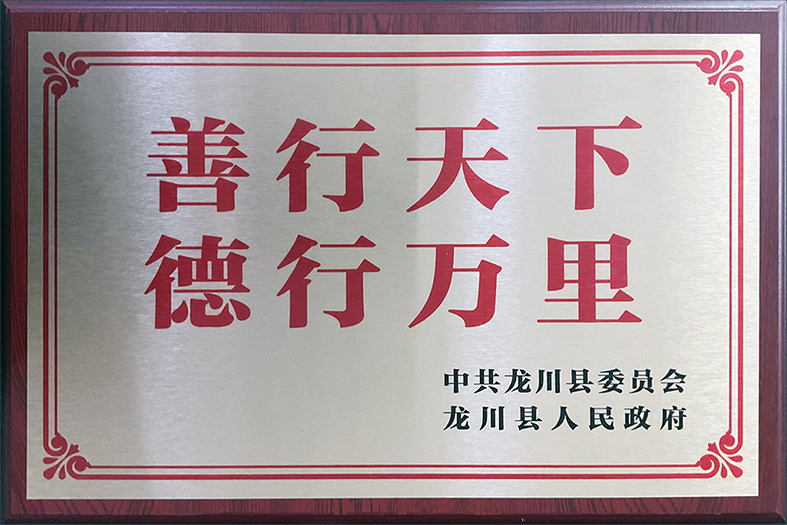 善行天下
德行万里
中共龙川县委员会
龙川县人民政府